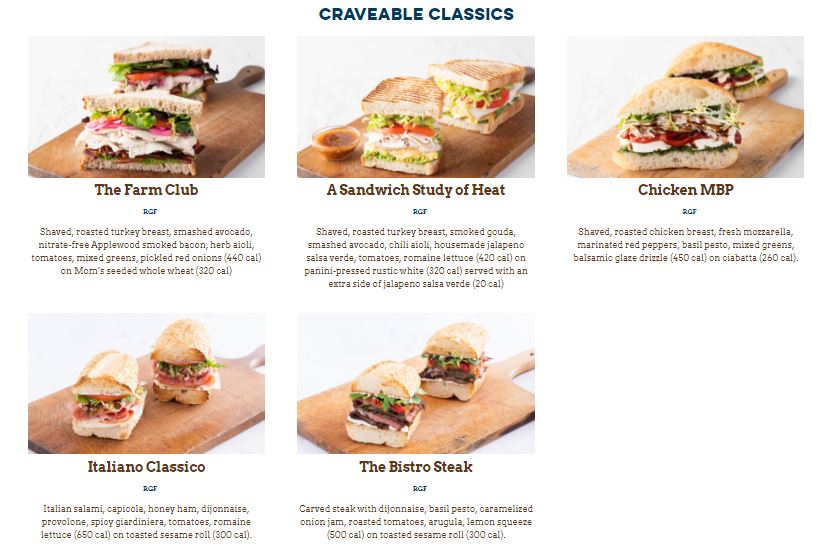 CRAVEABLE CLASSICS
The Farm Club
RGF
Shaved, roasted turkey breast, smashed avocado,
nitrate-free Applewood smoked bacon, herb aioli,
tomatoes, mixed greens, pickled red onions (440 cal)
on Mom's seeded whole wheat (320 cal)
A Sandwich Study of Heat
RGF
Shaved, roasted turkey breast, smoked gouda,
smashed avocado, chili aioli, housemade jalapeno
salsa verde, tomatoes, romaine lettuce (420 cal) on
panini-pressed rustic white (320 cal) served with an
extra side of jalapeno salsa verde (20 cal)
Chicken MBP
RGF
Shaved, roasted chicken breast, fresh mozzarella,
marinated red peppers, basil pesto, mixed greens,
balsamic glaze drizzle (450 cal) on ciabatta (260 cal).
Italiano Classico
RGF
Italian salami, capicola, honey ham, dijonnaise,
provolone, spicy giardiniera, tomatoes, romaine
lettuce (650 cal) on toasted sesame roll (300 cal).
The Bistro Steak
RGF
Carved steak with dijonnaise, basil pesto, caramelized
onion jam, roasted tomatoes, arugula, lemon squeeze
(500 cal) on toasted sesame roll (300 cal).